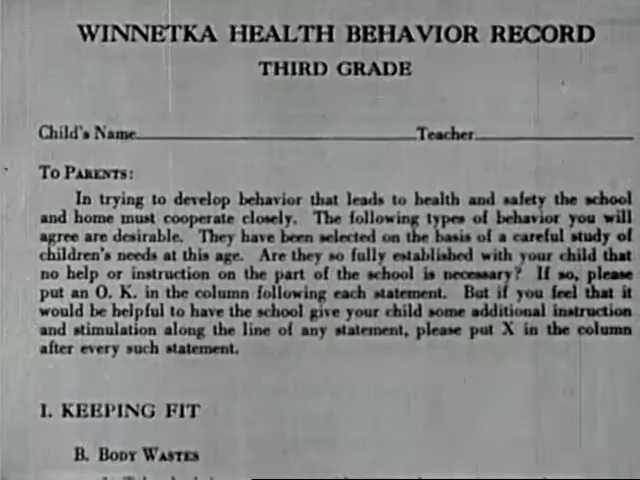 WINNETKA HEALTH BEHAVIOR RECORD
THIRD GRADE
Child's Name Teacher
To Parents:
In trying to develop behavior that leads to health and safety the school
and home must cooperate closely. The following types of behavior you will
agree are desirable. They have been selected on the basis of a careful study of
children's needs at this age. Are they so fully established with your child that
no help or instruction on the part of the school is necessary? If so, please
put an O. K. in the column following each statement. But if you feel that it
would be helpful to have the school give your child some additional instruction
and stimulation along the line of any statement, please put X in the column
after every such statement.
I. KEEPING FIT
B. Body Wastes